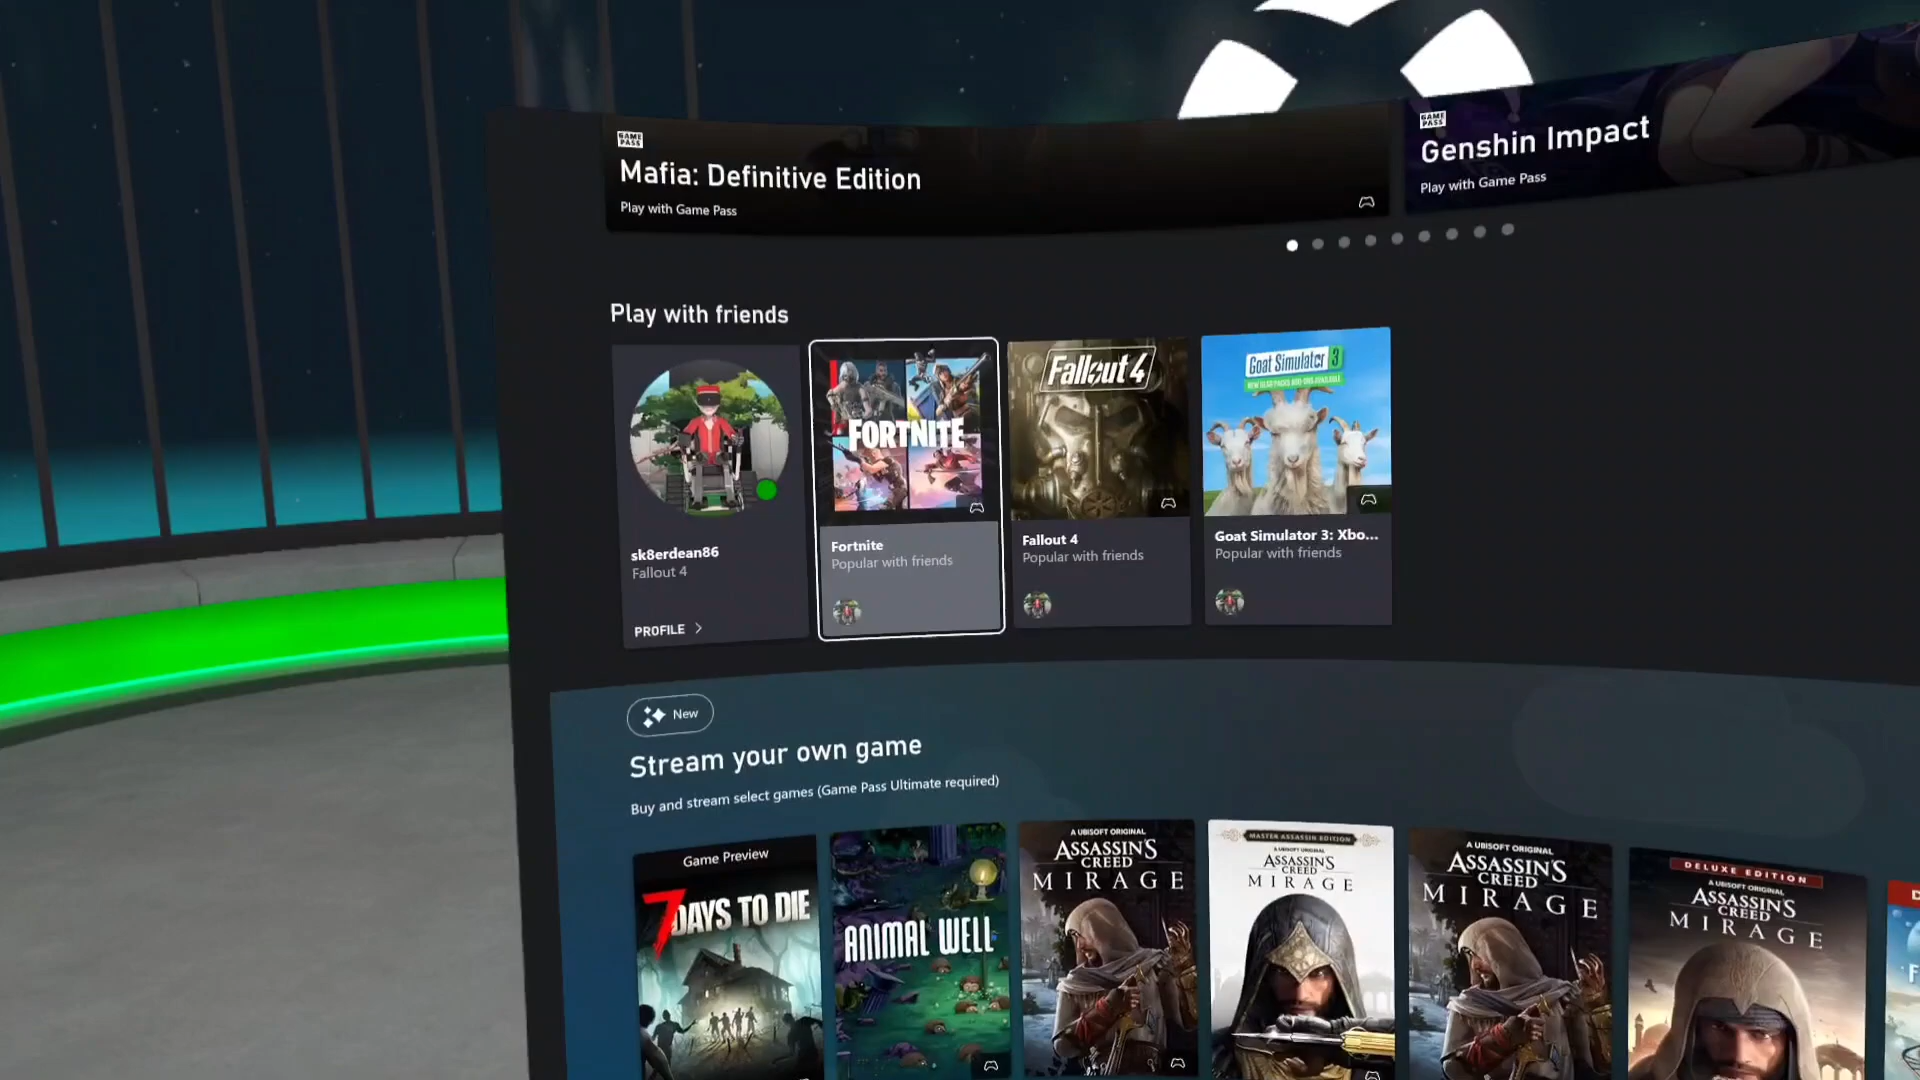 GAME PASS
Mafia: Definitive Edition
Play with Game Pass
GAME PASS
Genshin Impact
Play with Game Pass
Play with friends
FORTNITE
Fallout 4
Goat Simulator 3
sk8erdean86
Fallout 4
PROFILE
Fortnite
Popular with friends
Fallout 4
Popular with friends
Goat Simulator 3: Xbo...
Popular with friends
New
Stream your own game
Buy and stream select games (Game Pass Ultimate required)
Game Preview
7 DAYS TO DIE
ANIMAL WELL
A UBISOFT ORIGINAL
ASSASSIN'S
CREED
MIRAGE
MASTER ASSASSIN EDITION
A UBISOFT ORIGINAL
ASSASSIN'S
CREED
MIRAGE
A UBISOFT ORIGINAL
ASSASSIN'S
CREED
MIRAGE
DELUXE EDITION
A UBISOFT ORIGINAL
ASSASSIN'S
CREED
MIRAGE